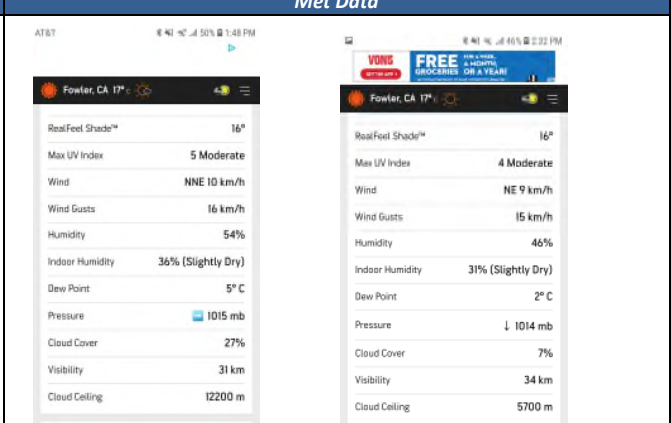 Met Data
AT&T 50% 1:48 PM
Fowler, CA 17° c
RealFeel Shade™ 16°
Max UV Index 5 Moderate
Wind NNE 10 km/h
Wind Gusts 16 km/h
Humidity 54%
Indoor Humidity 36% (Slightly Dry)
Dew Point 5° C
Pressure 1015 mb
Cloud Cover 27%
Visibility 31 km
Cloud Ceiling 12200 m
46% 2:32 PM
VONS FREE
GROCERIES OR A YEAR!
Fowler, CA 17° c
RealFeel Shade™ 16°
Max UV Index 4 Moderate
Wind NE 9 km/h
Wind Gusts 15 km/h
Humidity 46%
Indoor Humidity 31% (Slightly Dry)
Dew Point 2° C
Pressure ↓ 1014 mb
Cloud Cover 7%
Visibility 34 km
Cloud Ceiling 5700 m